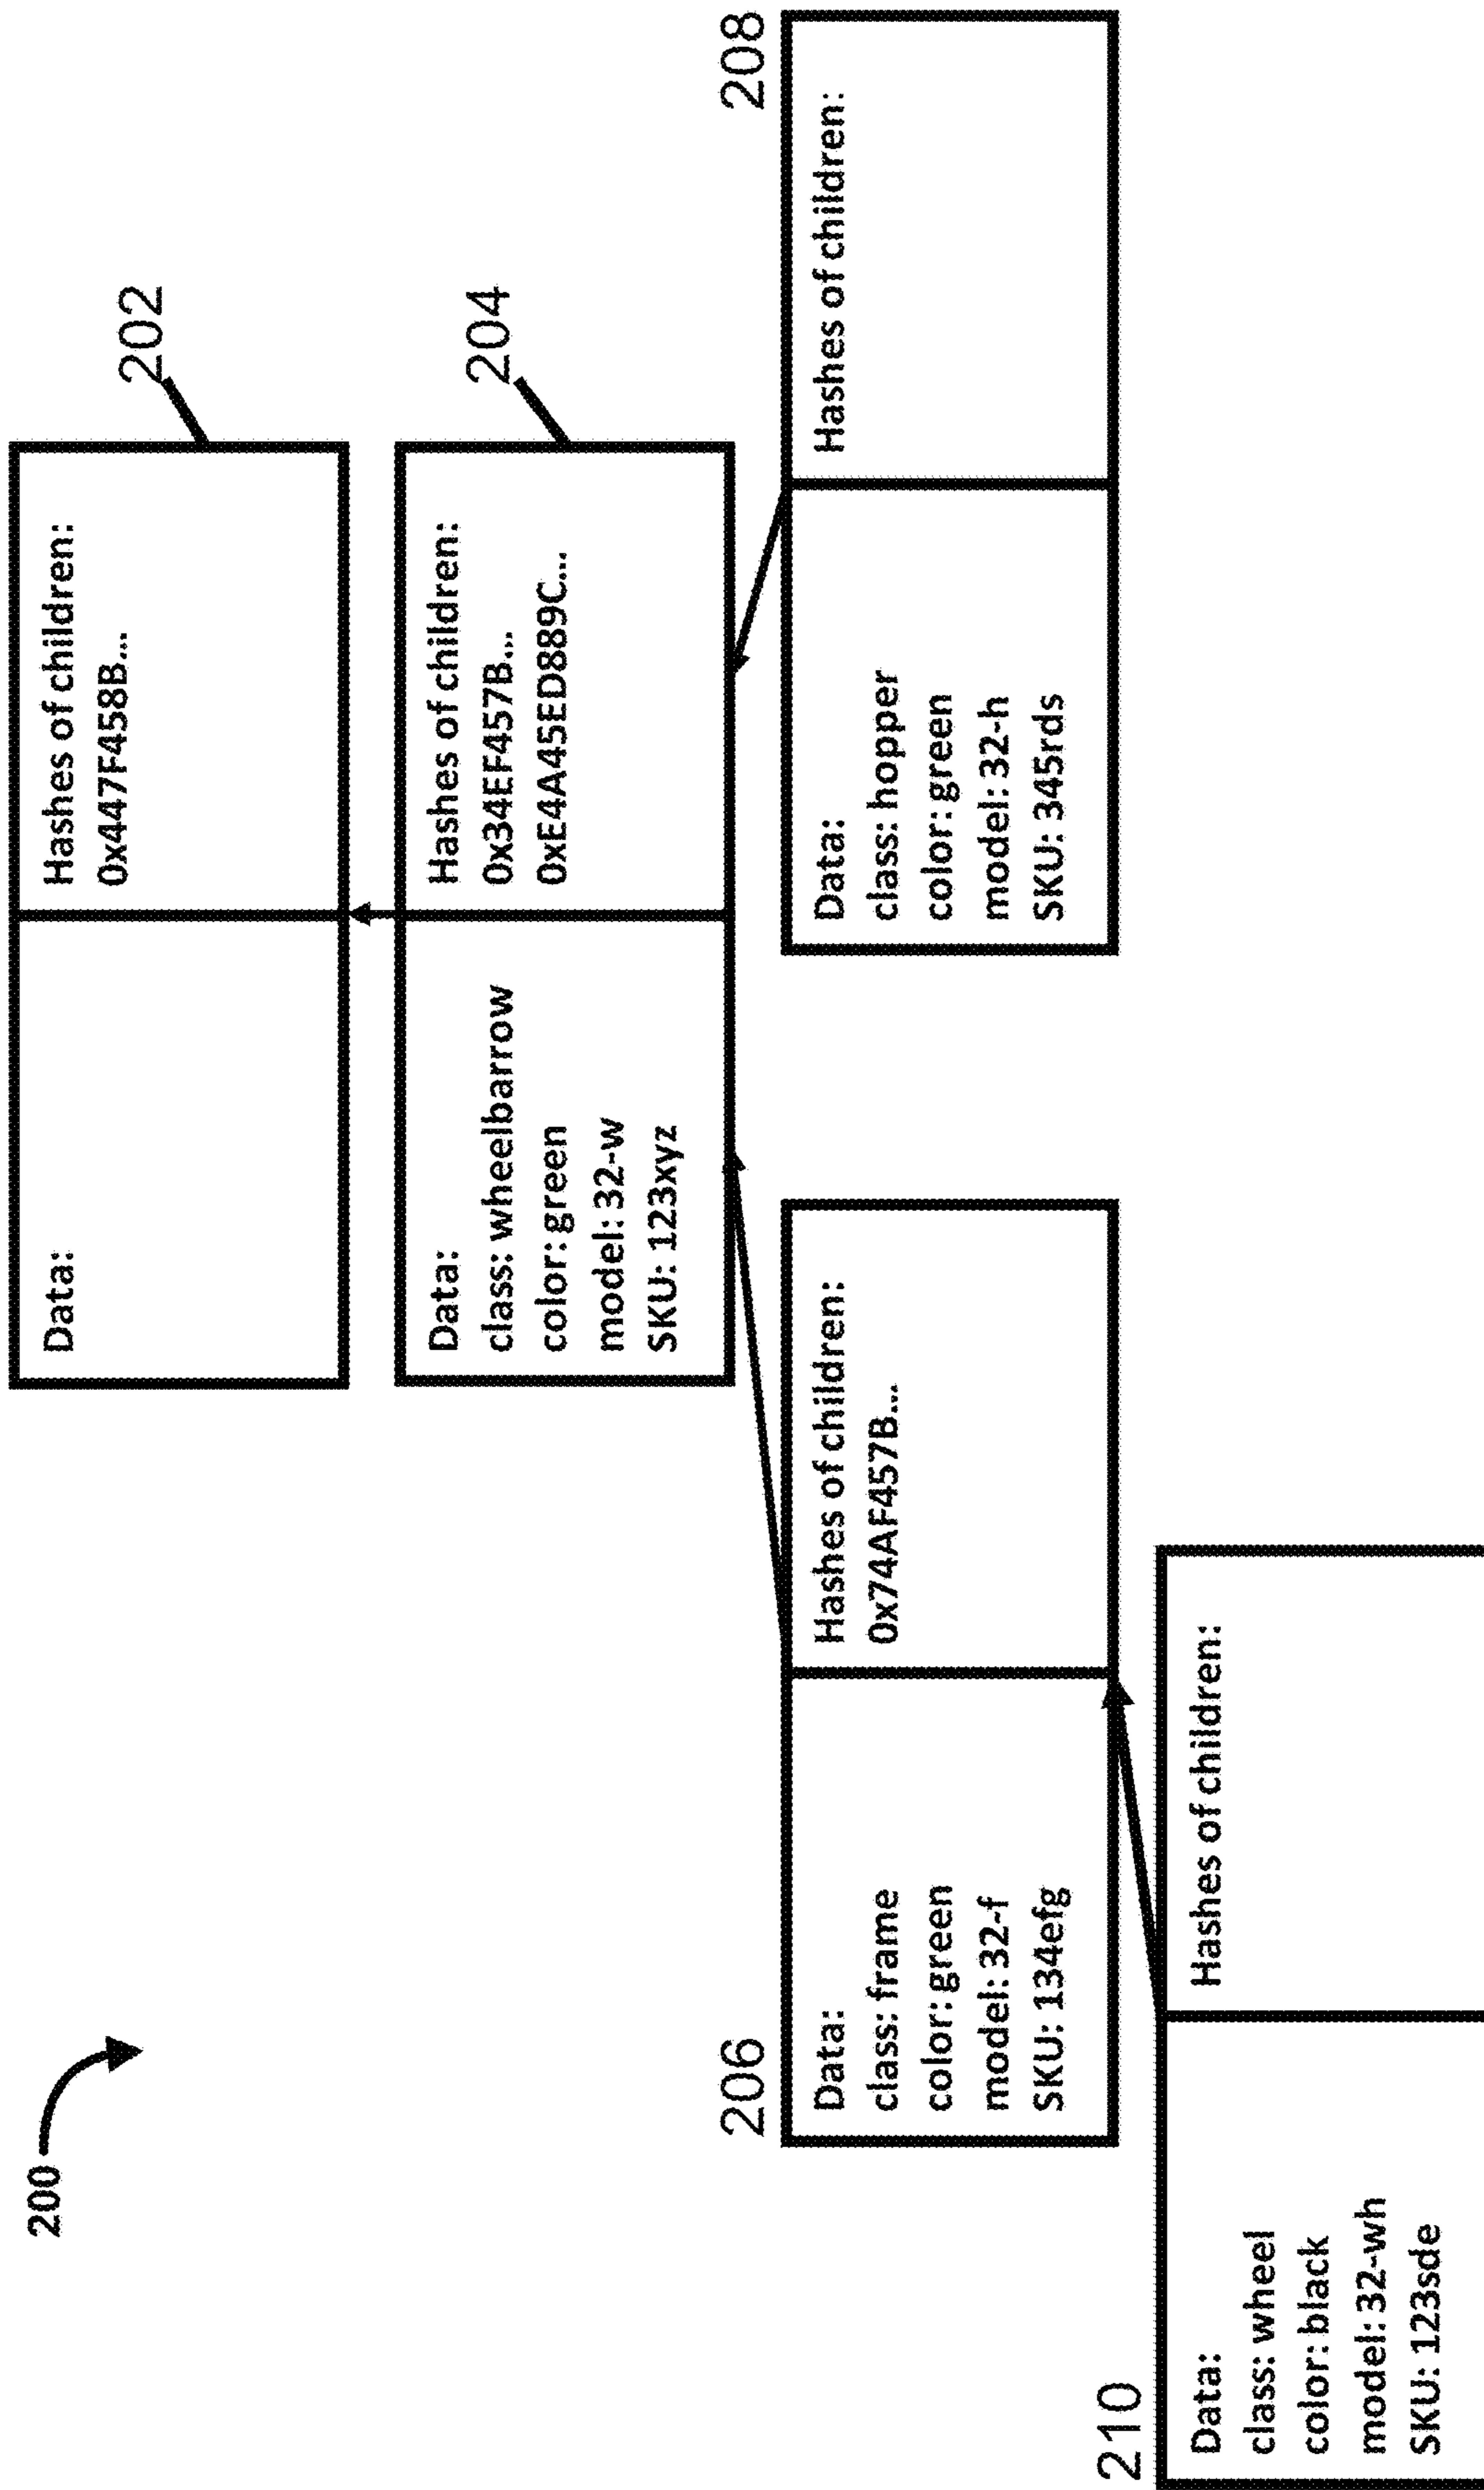 200
202
Data:
Hashes of children:
0x447F458B...
204
Data:
class: wheelbarrow
color: green
model: 32-w
SKU: 123xyz
Hashes of children:
0x34EF457B...
0xE4A45ED889C...
206
Data:
class: frame
color: green
model: 32-f
SKU: 134efg
Hashes of children:
0x74AF457B...
208
Data:
class: hopper
color: green
model: 32-h
SKU: 345rds
Hashes of children:
210
Data:
class: wheel
color: black
model: 32-wh
SKU: 123sde
Hashes of children: